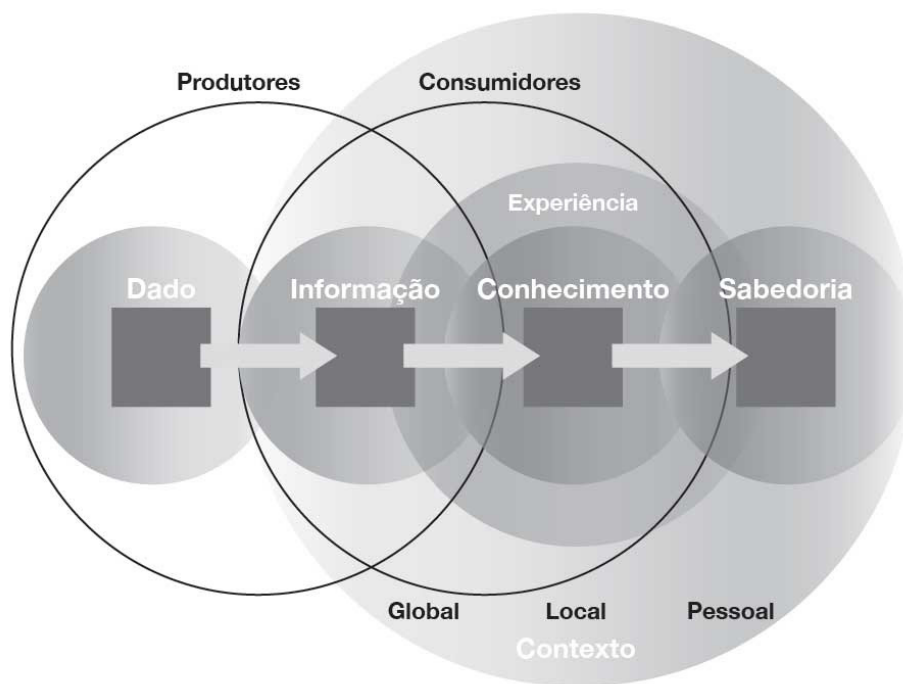 Produtores Consumidores
Experiência
Dado Informação Conhecimento Sabedoria
Global Local Pessoal
Contexto